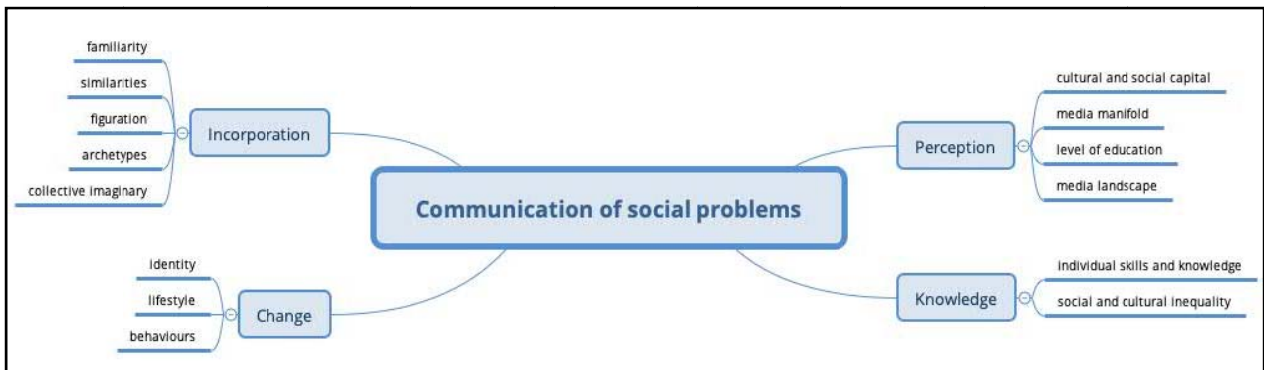 familiarity
similarities
figuration
archetypes
collective imaginary
Incorporation
identity
lifestyle
behaviours
Change
Communication of social problems
Perception
cultural and social capital
media manifold
level of education
media landscape
Knowledge
individual skills and knowledge
social and cultural inequality